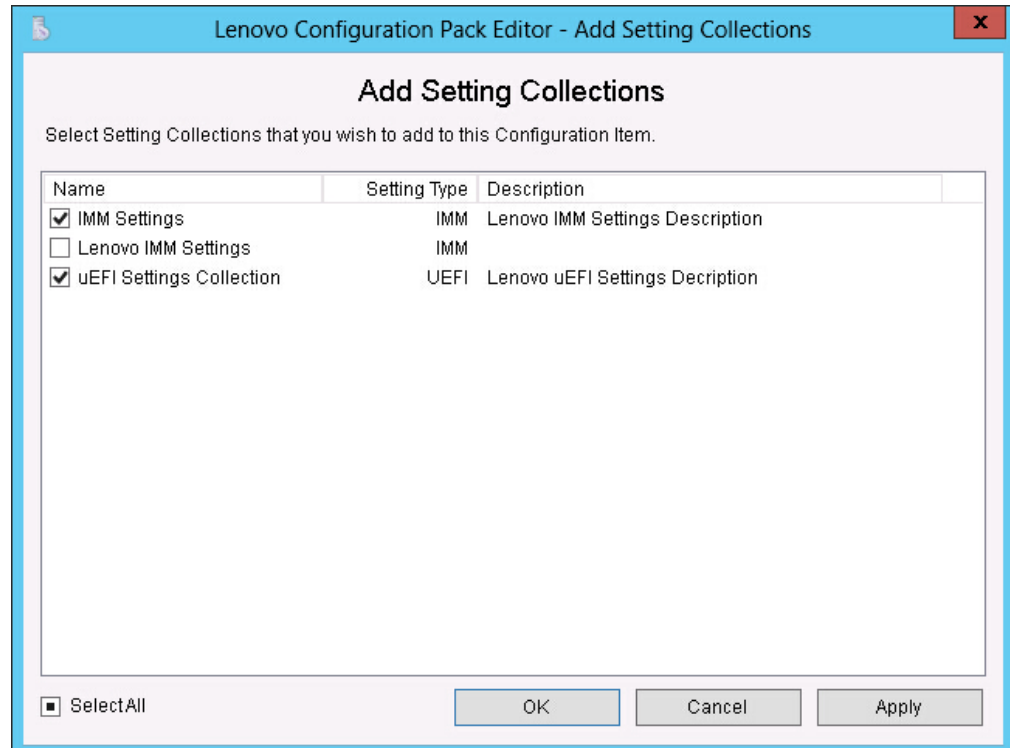 Lenovo Configuration Pack Editor - Add Setting Collections
x
Add Setting Collections
Select Setting Collections that you wish to add to this Configuration Item.
Name Setting Type Description
IMM Settings IMM Lenovo IMM Settings Description
Lenovo IMM Settings IMM
uEFI Settings Collection UEFI Lenovo uEFI Settings Decription
Select All OK Cancel Apply